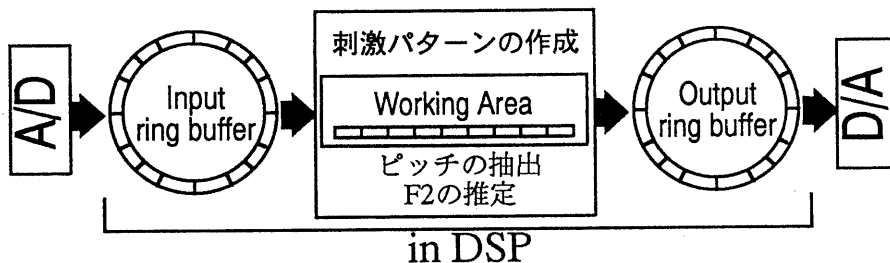 A/D
Input
ring buffer
刺激パターンの作成
Working Area
ピッチの抽出
F2の推定
Output
ring buffer
D/A
in DSP